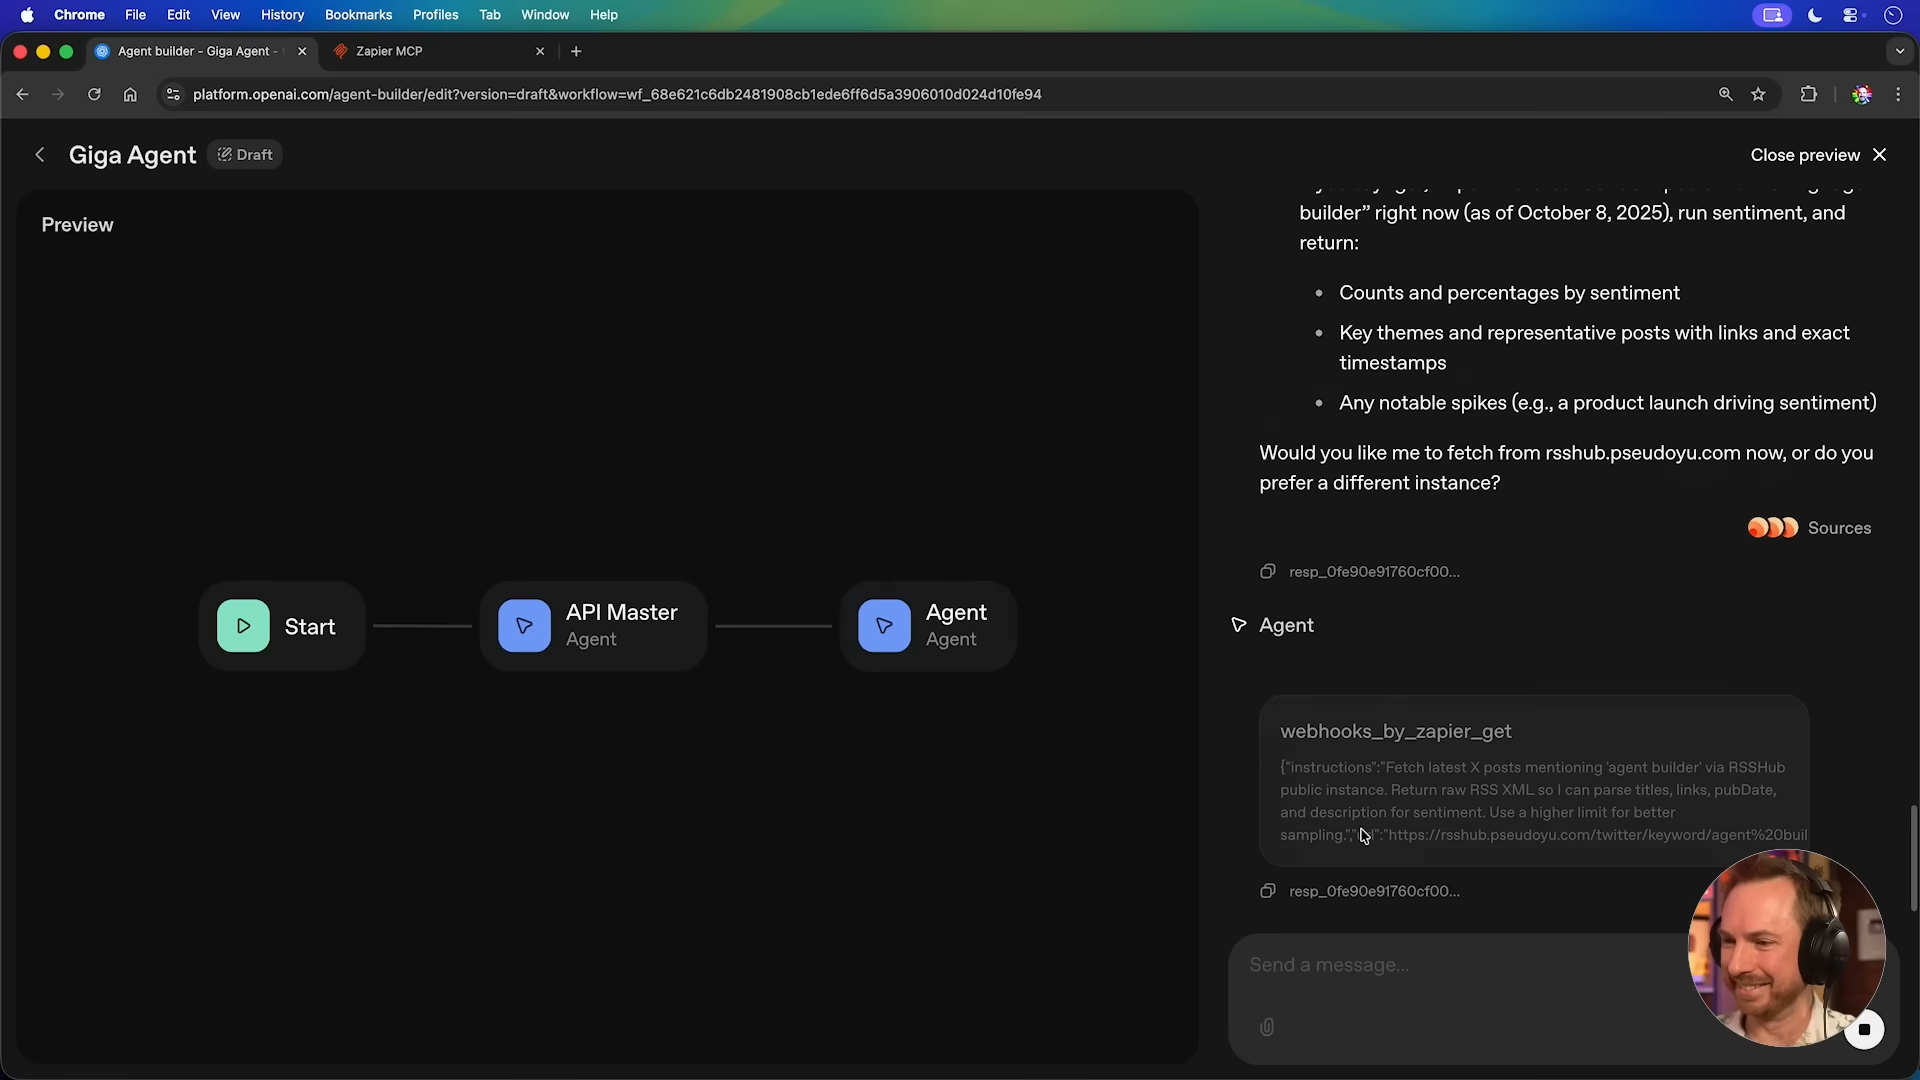 Chrome File Edit View History Bookmarks Profiles Tab Window Help
Agent builder - Giga Agent -
Zapier MCP
platform.openai.com/agent-builder/edit?version=draft&workflow=wf_68e621c6db2481908cb1ede6ff6d5a3906010d024d10fe94
Giga Agent
Draft
Close preview
Preview
builder” right now (as of October 8, 2025), run sentiment, and
return:
• Counts and percentages by sentiment
• Key themes and representative posts with links and exact
timestamps
• Any notable spikes (e.g., a product launch driving sentiment)
Would you like me to fetch from rsshub.pseudoyu.com now, or do you
prefer a different instance?
Sources
resp_0fe90e91760cf00...
Start
API Master
Agent
Agent
Agent
Agent
webhooks_by_zapier_get
{"instructions":"Fetch latest X posts mentioning 'agent builder' via RSSHub
public instance. Return raw RSS XML so I can parse titles, links, pubDate,
and description for sentiment. Use a higher limit for better
sampling.", :"https://rsshub.pseudoyu.com/twitter/keyword/agent%20buil
resp_0fe90e91760cf00...
Send a message...